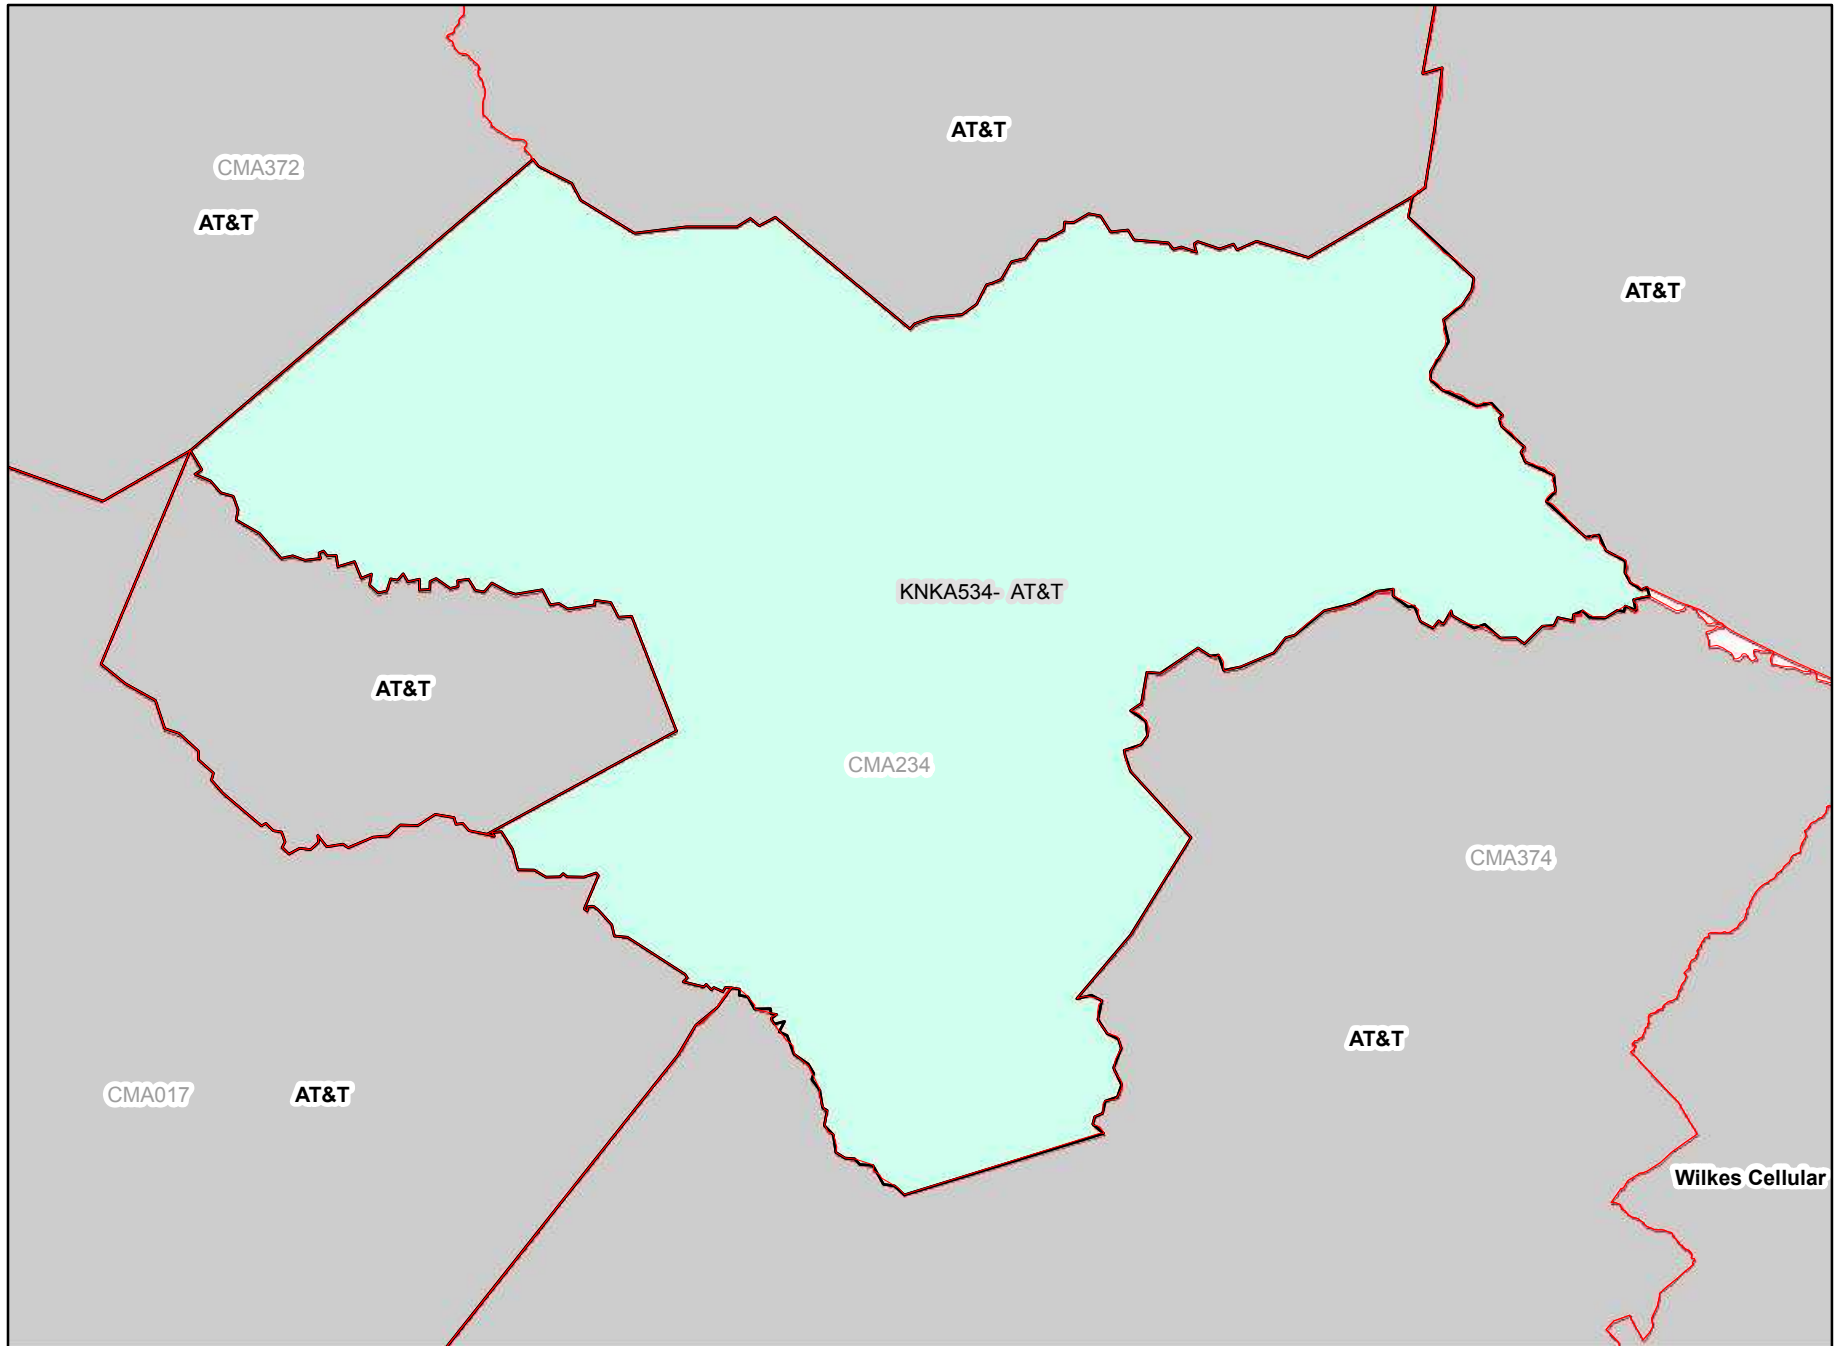 AT&T
CMA372
AT&T
AT&T
KNKA534- AT&T
AT&T
CMA234
CMA374
AT&T
CMA017
AT&T
Wilkes Cellular